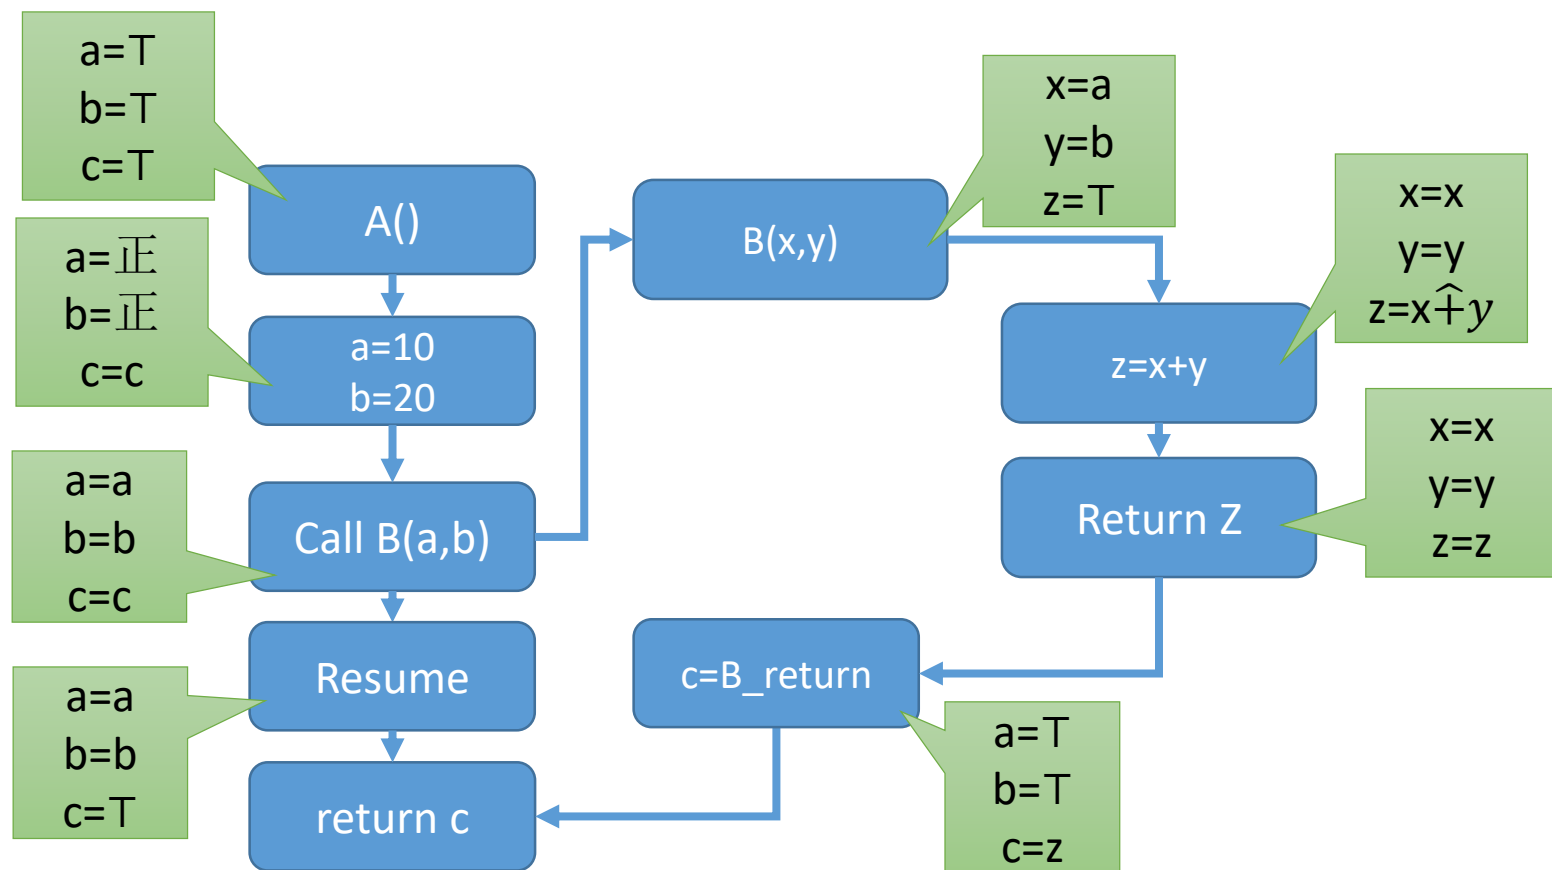 a=⊤
b=⊤
c=⊤
A()
a=正
b=正
c=c
a=10
b=20
a=a
b=b
c=c
Call B(a,b)
a=a
b=b
c=⊤
Resume
return c
x=a
y=b
z=⊤
B(x,y)
x=x
y=y
z=x+̂y
z=x+y
x=x
y=y
z=z
Return Z
c=B_return
a=⊤
b=⊤
c=z